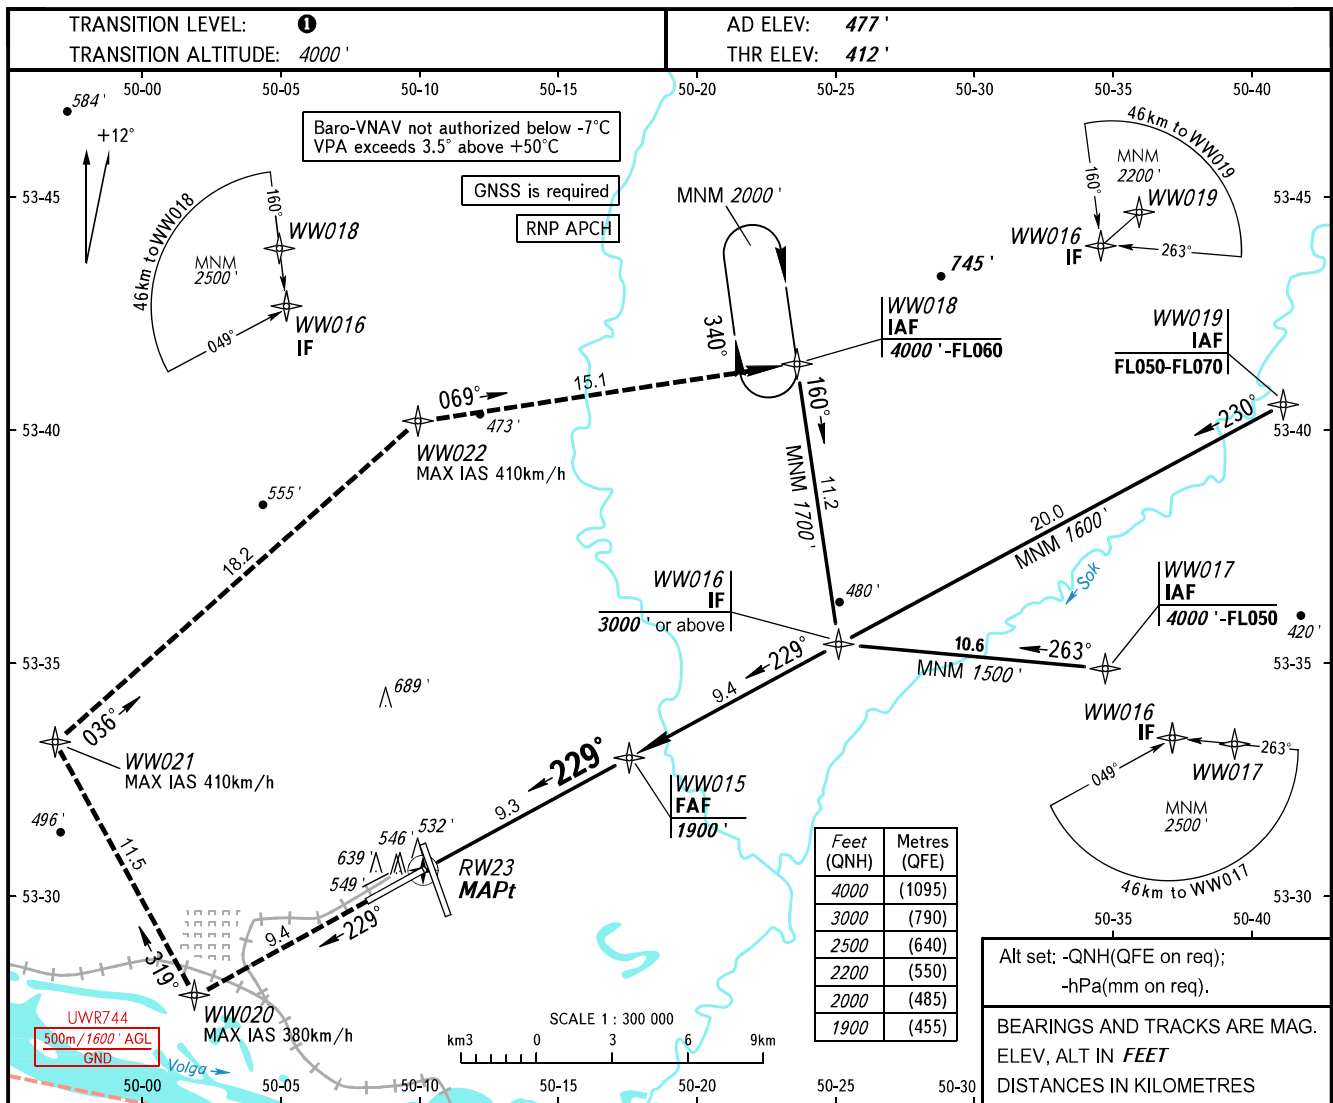 TRANSITION LEVEL: ❶
TRANSITION ALTITUDE: 4000 '
AD ELEV: 477 '
THR ELEV: 412 '
50-00 50-05 50-10 50-15 50-20 50-25 50-30 50-35 50-40
584 '
+12°
Baro-VNAV not authorized below -7°C
VPA exceeds 3.5° above +50°C
GNSS is required
RNP APCH
53-45
53-45
46km to WW018
160°
WW018
MNM
2500 '
049°
WW016
IF
MNM 2000 '
46km to WW019
MNM
2200 '
160°
WW019
WW016
IF
263°
745 '
WW018
IAF
4000 '-FL060
WW019
IAF
FL050-FL070
340°
069°
15.1
473 '
WW022
MAX IAS 410km/h
160°
11.2
MNM 1700'
230°
53-40
53-40
555 '
18.2
20.0
MNM 1600'
Sok
WW016
IF
3000 ' or above
480 '
WW017
IAF
4000 '-FL050
420 '
53-35
53-35
10.6
263°
MNM 1500 '
229°
9.4
689 '
036°
WW021
MAX IAS 410km/h
229°
9.3
WW015
FAF
1900 '
WW016
IF
263°
049°
WW017
MNM
2500 '
46km to WW017
496 '
11.5
532 '
546 '
639 '
549 '
RW23
MAPt
53-30
53-30
229°
9.4
319°
WW020
MAX IAS 380km/h
Feet
(QNH)
Metres
(QFE)
4000 (1095)
3000 (790)
2500 (640)
2200 (550)
2000 (485)
1900 (455)
50-35 50-40
Alt set: -QNH(QFE on req);
-hPa(mm on req).
BEARINGS AND TRACKS ARE MAG.
ELEV, ALT IN FEET
DISTANCES IN KILOMETRES
UWR744
500m/1600 ' AGL
GND
Volga
SCALE 1 : 300 000
km3 0 3 6 9km
50-00 50-05 50-10 50-15 50-20 50-25 50-30